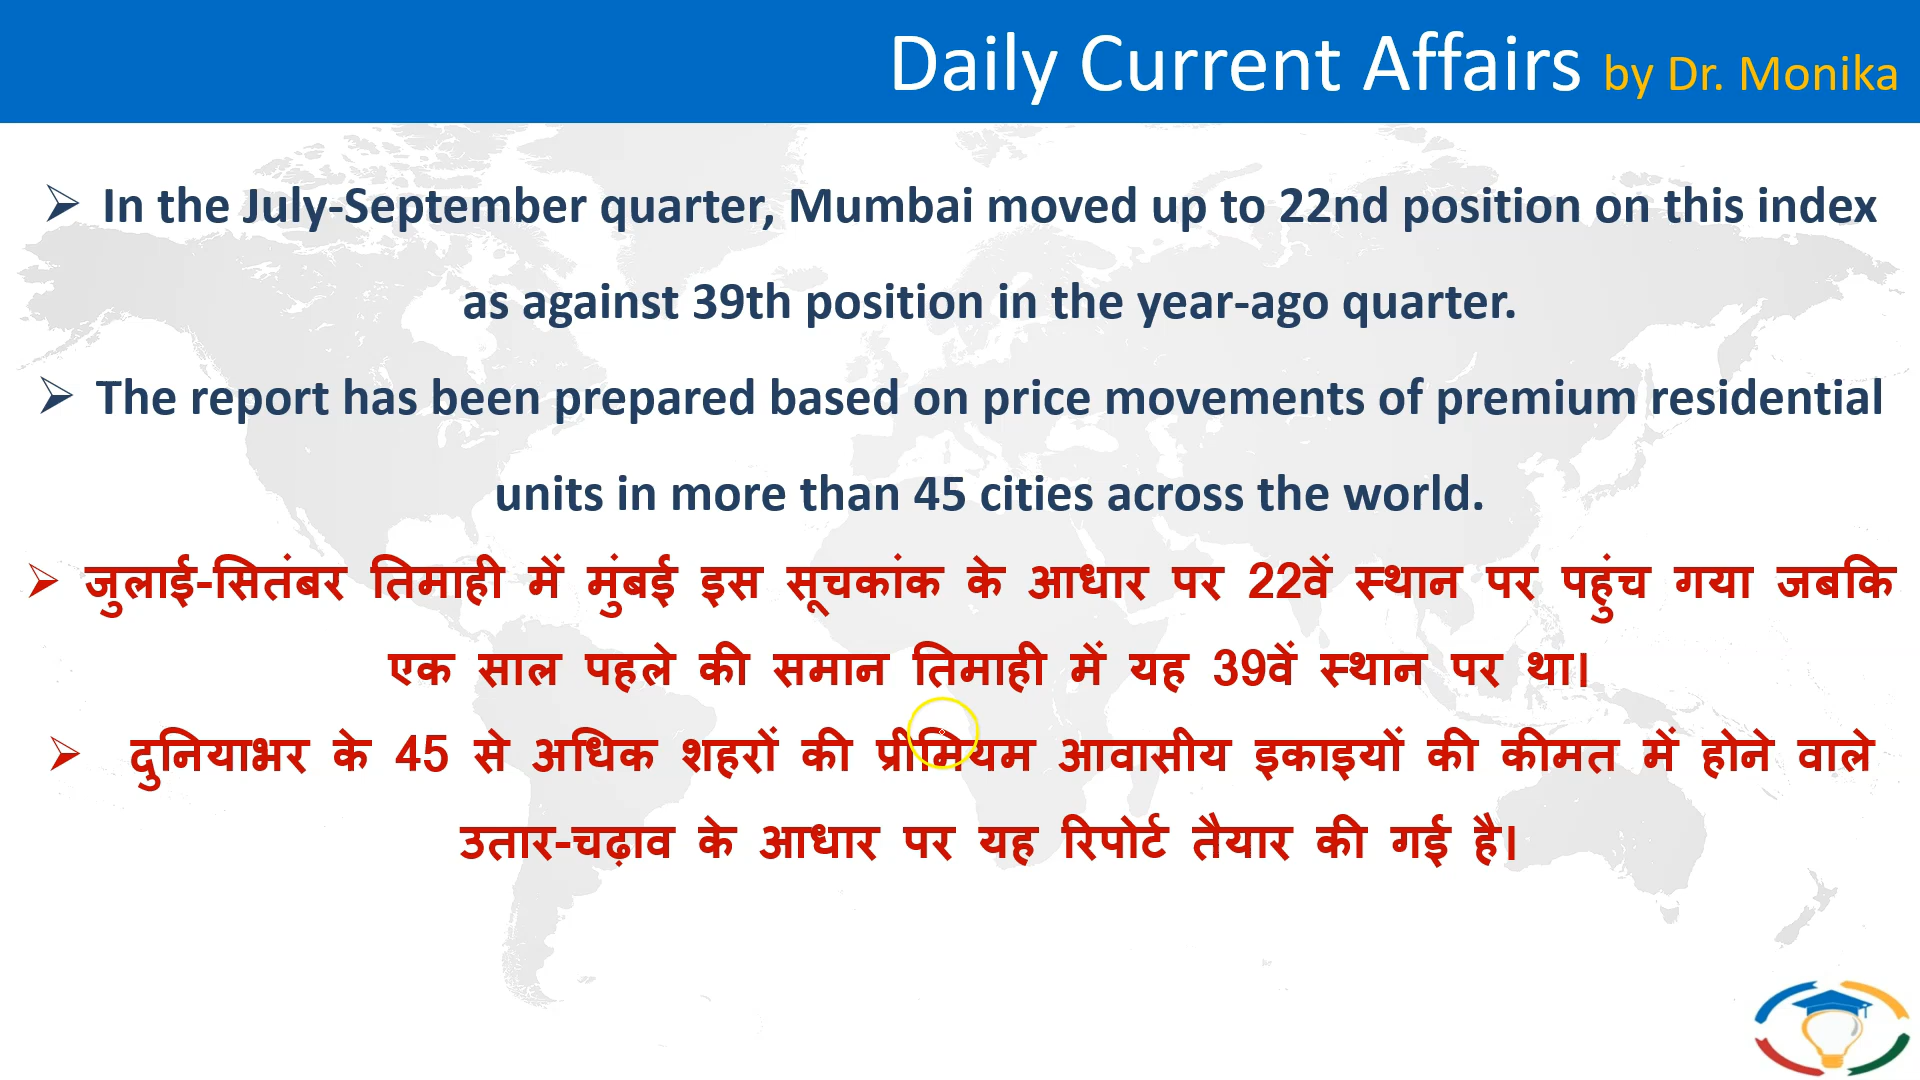 Daily Current Affairs by Dr. Monika
➢ In the July-September quarter, Mumbai moved up to 22nd position on this index
as against 39th position in the year-ago quarter.
➢ The report has been prepared based on price movements of premium residential
units in more than 45 cities across the world.
➢ जुलाई-सितंबर तिमाही में मुंबई इस सूचकांक के आधार पर 22वें स्थान पर पहुंच गया जबकि
एक साल पहले की समान तिमाही में यह 39वें स्थान पर था।
➢ दुनियाभर के 45 से अधिक शहरों की प्रीमियम आवासीय इकाइयों की कीमत में होने वाले
उतार-चढ़ाव के आधार पर यह रिपोर्ट तैयार की गई है।